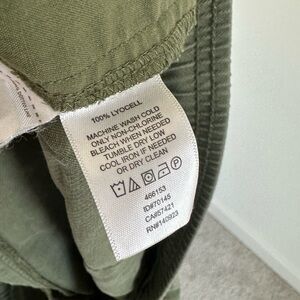 100% LYOCELL
MACHINE WASH COLD
ONLY NON-CHLORINE
BLEACH WHEN NEEDED
TUMBLE DRY LOW
COOL IRON IF NEEDED
OR DRY CLEAN
466153
ID#70145
CA#57421
RN#140923